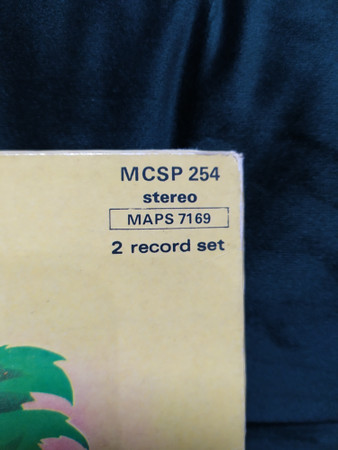 MCSP 254
stereo
MAPS 7169
2 record set